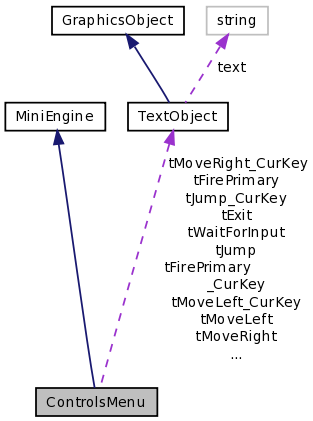 GraphicsObject
string
text
MiniEngine
TextObject
tMoveRight_CurKey
tFirePrimary
tJump_CurKey
tExit
tWaitForInput
tJump
tFirePrimary
_CurKey
tMoveLeft_CurKey
tMoveLeft
tMoveRight
...
ControlsMenu